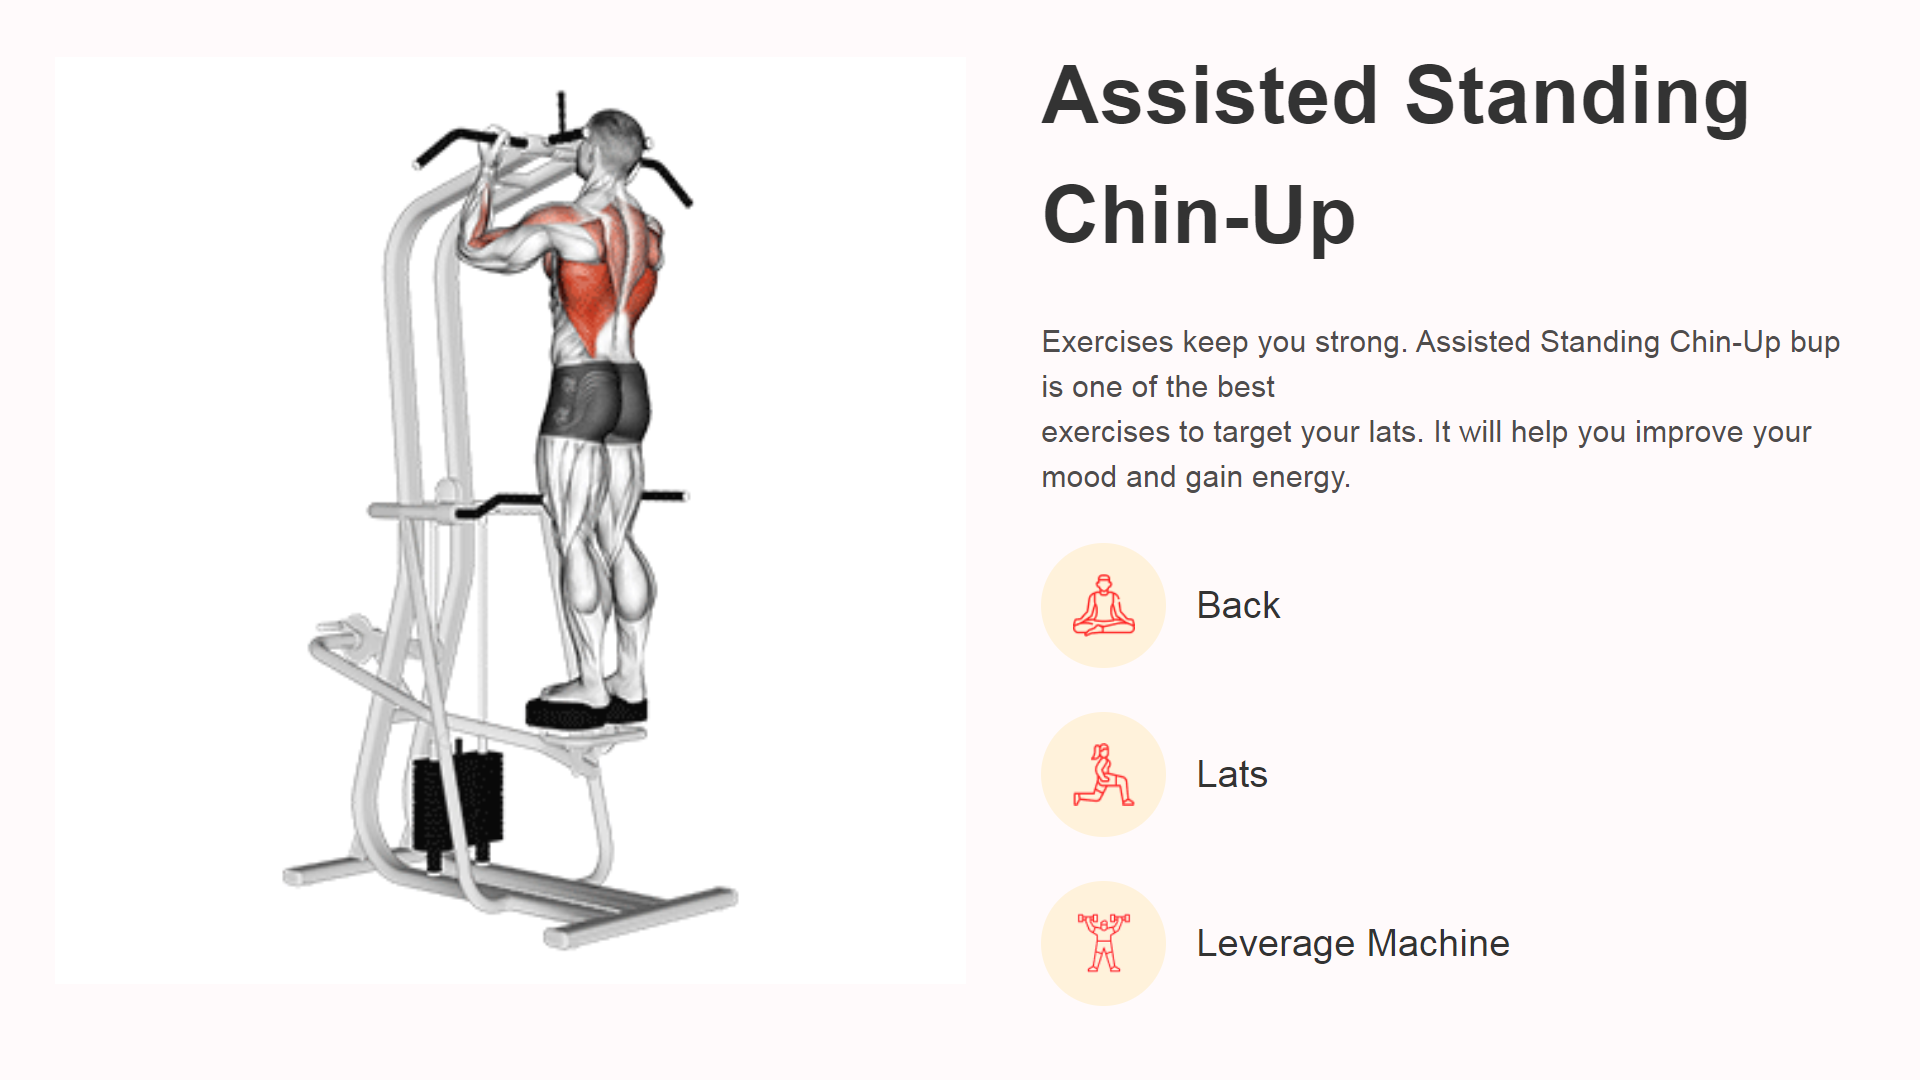 Assisted Standing
Chin-Up
Exercises keep you strong. Assisted Standing Chin-Up bup
is one of the best
exercises to target your lats. It will help you improve your
mood and gain energy.
Back
Lats
Leverage Machine